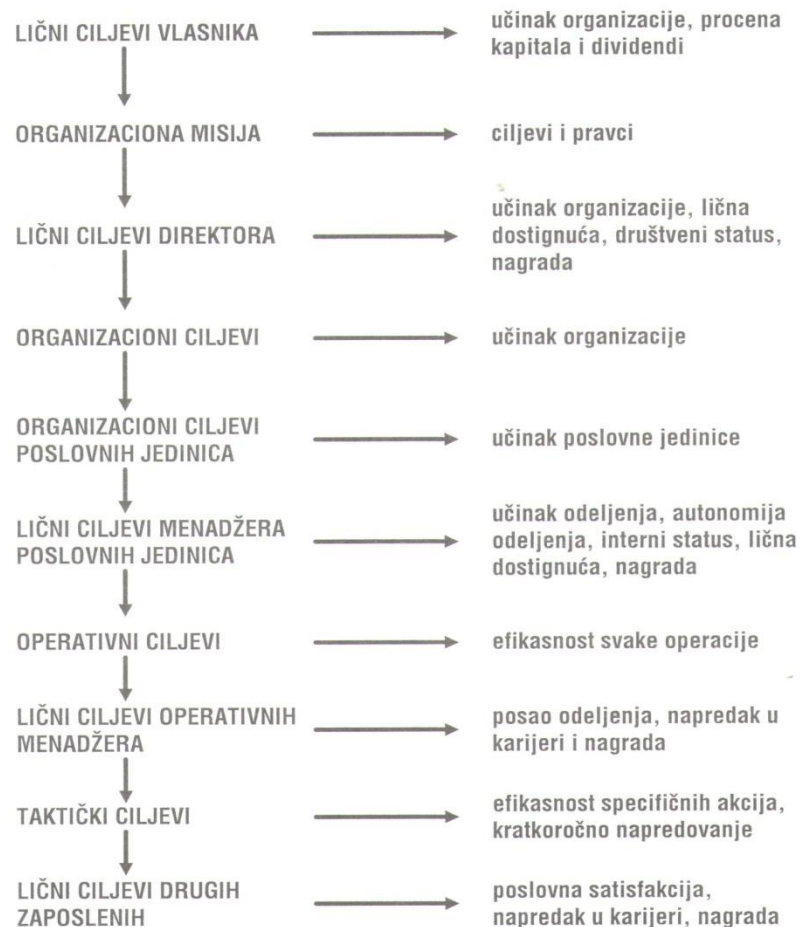 LIČNI CILJEVI VLASNIKA
učinak organizacije, procena
kapitala i dividendi
ORGANIZACIONA MISIJA
ciljevi i pravci
LIČNI CILJEVI DIREKTORA
učinak organizacije, lična
dostignuća, društveni status,
nagrada
ORGANIZACIONI CILJEVI
učinak organizacije
ORGANIZACIONI CILJEVI
POSLOVNIH JEDINICA
učinak poslovne jedinice
LIČNI CILJEVI MENADŽERA
POSLOVNIH JEDINICA
učinak odeljenja, autonomija
odeljenja, interni status, lična
dostignuća, nagrada
OPERATIVNI CILJEVI
efikasnost svake operacije
LIČNI CILJEVI OPERATIVNIH
MENADŽERA
posao odeljenja, napredak u
karijeri i nagrada
TAKTIČKI CILJEVI
efikasnost specifičnih akcija,
kratkoročno napredovanje
LIČNI CILJEVI DRUGIH
ZAPOSLENIH
poslovna satisfakcija,
napredak u karijeri, nagrada